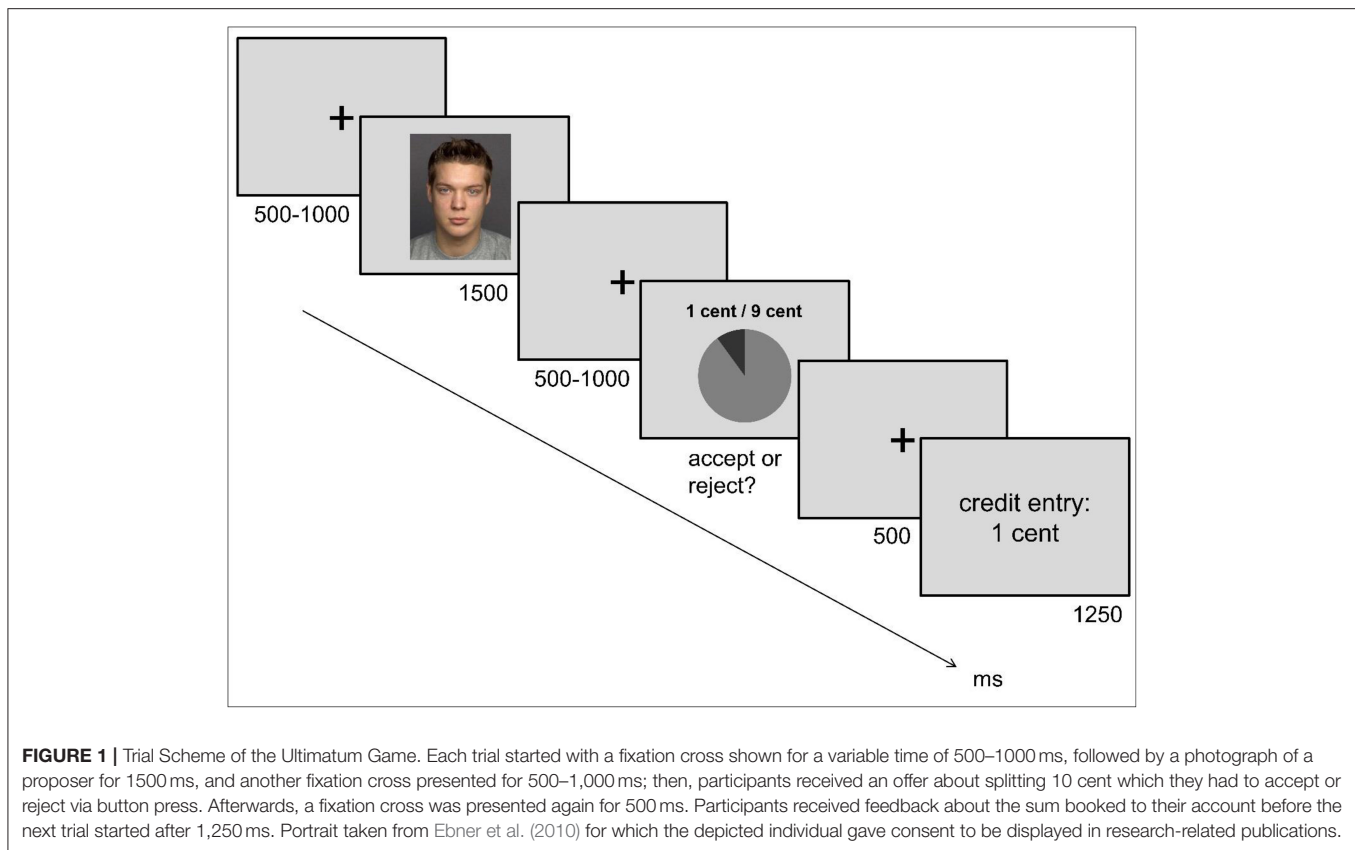 +
500-1000
1500
+
500-1000
1 cent / 9 cent
accept or
reject?
+
500
credit entry:
1 cent
1250
ms
FIGURE 1 | Trial Scheme of the Ultimatum Game. Each trial started with a fixation cross shown for a variable time of 500–1000 ms, followed by a photograph of a
proposer for 1500 ms, and another fixation cross presented for 500–1,000 ms; then, participants received an offer about splitting 10 cent which they had to accept or
reject via button press. Afterwards, a fixation cross was presented again for 500 ms. Participants received feedback about the sum booked to their account before the
next trial started after 1,250 ms. Portrait taken from Ebner et al. (2010) for which the depicted individual gave consent to be displayed in research-related publications.